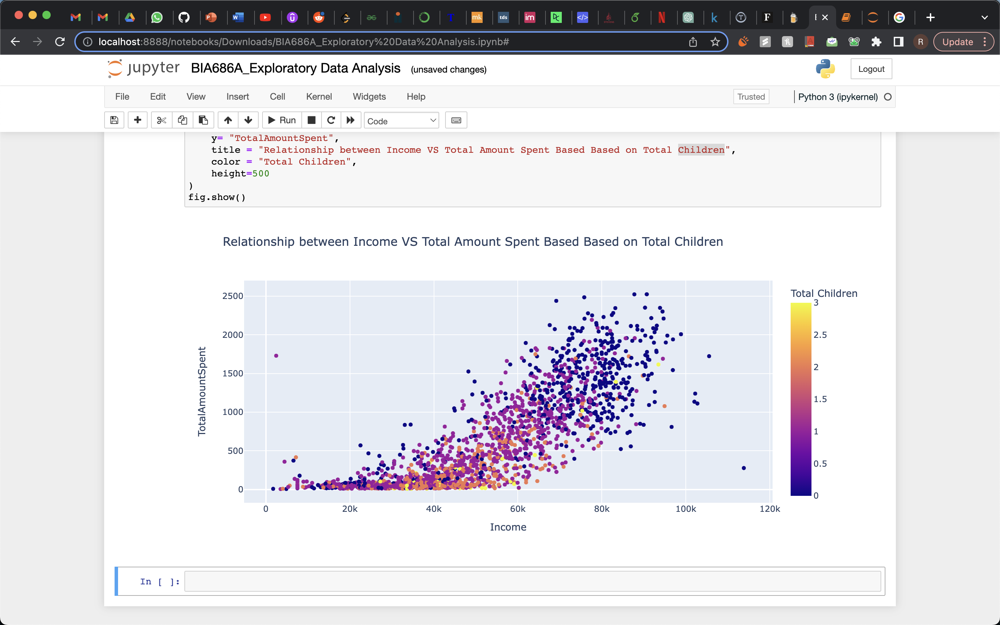 mk
tds
im
</>
F
localhost:8888/notebooks/Downloads/BIA686A_Exploratory%20Data%20Analysis.ipynb#
R
Update
jupyter BIA686A_Exploratory Data Analysis (unsaved changes)
Logout
File Edit View Insert Cell Kernel Widgets Help
Trusted
Python 3 (ipykernel)
Run
Code
y= "TotalAmountSpent",
title = "Relationship between Income VS Total Amount Spent Based Based on Total Children",
color = "Total Children",
height=500
)
fig.show()
Relationship between Income VS Total Amount Spent Based Based on Total Children
TotalAmountSpent
2500
2000
1500
1000
500
0
0 20k 40k 60k 80k 100k 120k
Income
Total Children
3
2.5
2
1.5
1
0.5
0
In [ ]: